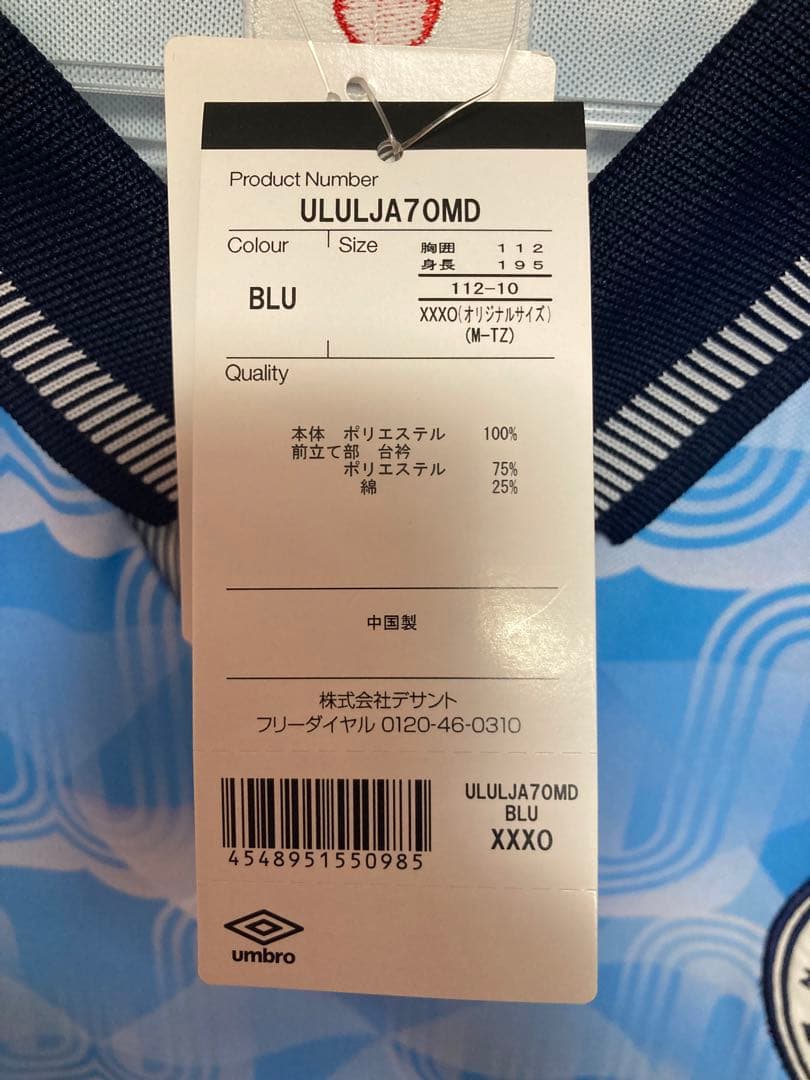 Product Number
ULULJA70MD
Colour
Size
胸囲 112
身長 195
BLU
112-10
XXXO(オリジナルサイズ)
(M-TZ)
Quality
本体 ポリエステル 100%
前立て部 台衿
ポリエステル 75%
綿 25%
中国製
株式会社デサント
フリーダイヤル 0120-46-0310
ULULJA70MD
BLU
XXXO
4548951550985
umbro